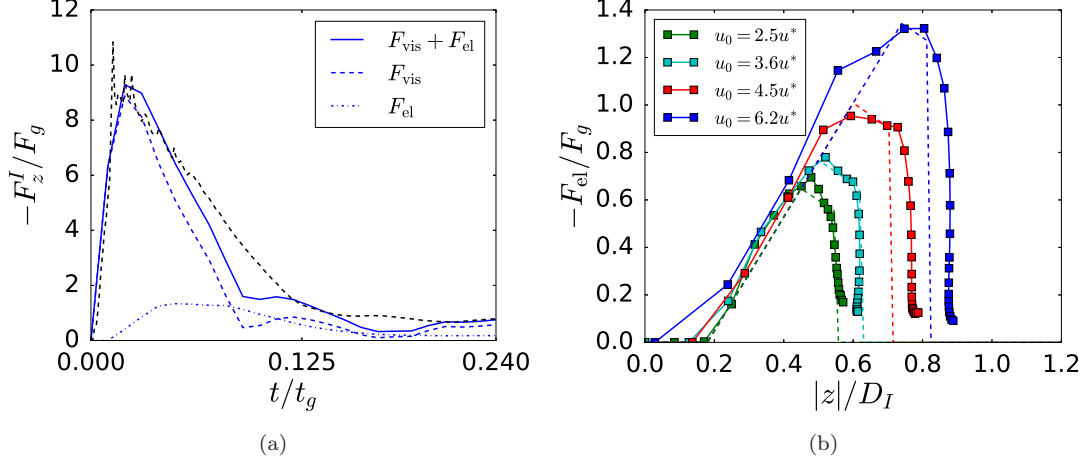 12
10
8
6
4
2
0
−F_z^I/F_g
0.000
0.125
0.240
t/t_g
F_vis + F_el
F_vis
F_el
(a)
1.4
1.2
1.0
0.8
0.6
0.4
0.2
0.0
−F_el/F_g
0.0 0.2 0.4 0.6 0.8 1.0 1.2
|z|/D_I
u_0 = 2.5u*
u_0 = 3.6u*
u_0 = 4.5u*
u_0 = 6.2u*
(b)